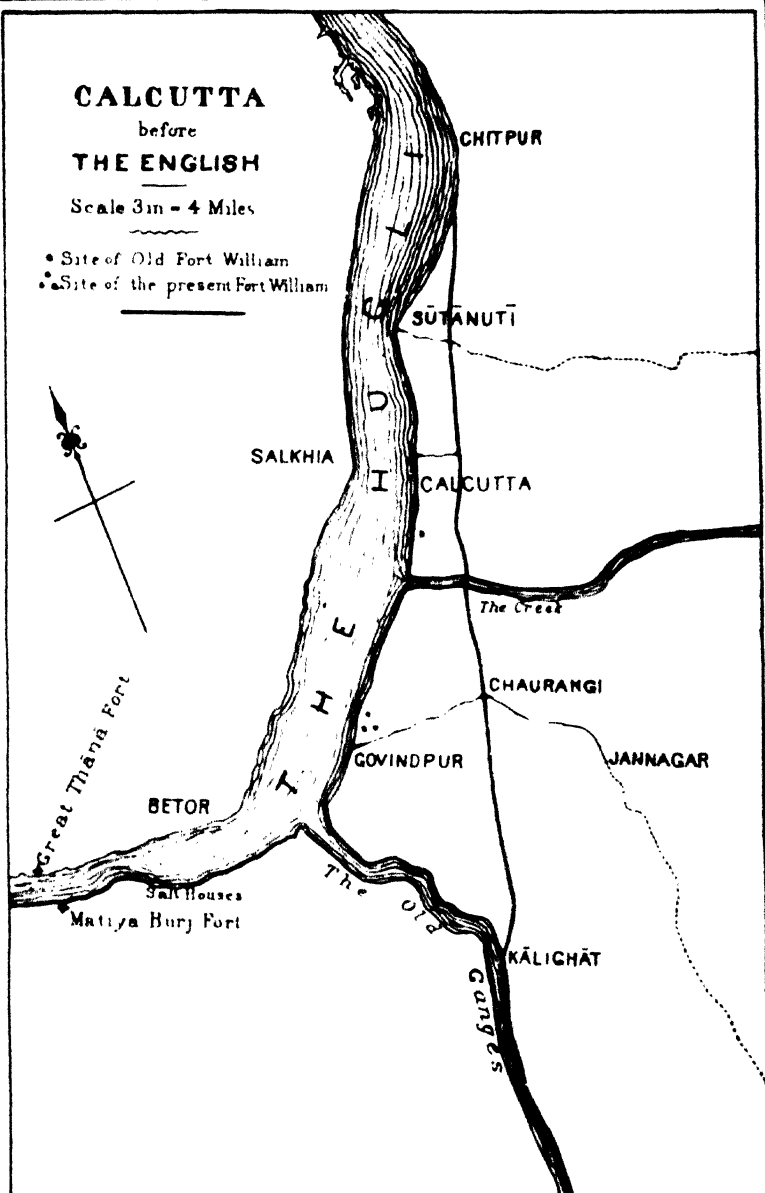 CALCUTTA
before
THE ENGLISH
Scale 3in = 4 Miles
Site of Old Fort William
Site of the present Fort William
CHITPUR
SŪTĀNUTĪ
SALKHIA
CALCUTTA
THE HUGLI
The Creek
CHAURANGI
GOVINDPUR
JANNAGAR
Great Thānā Fort
BETOR
Salt Houses
Matiya Burj Fort
The Old Ganges
KĀLIGHĀT